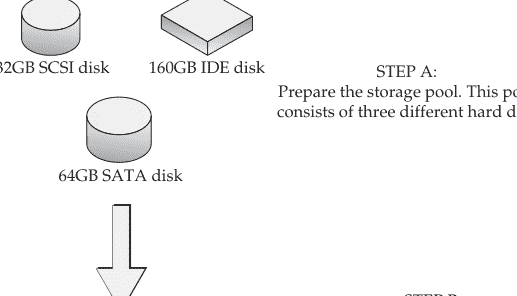 32GB SCSI disk
160GB IDE disk
STEP A:
Prepare the storage pool. This
consists of three different hard
64GB SATA disk